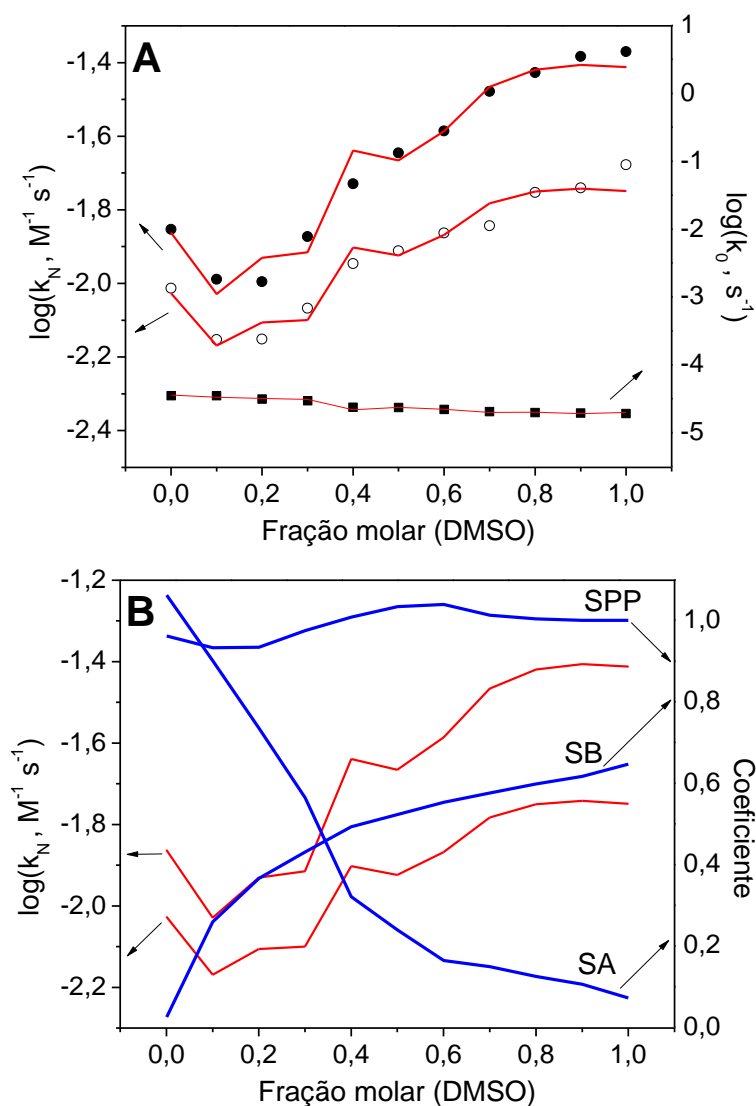 A
log(k_N , M^-1 s^-1)
-1,4
-1,6
-1,8
-2,0
-2,2
-2,4
1
0
-1
-2
-3
-4
-5
log(k_0 , s^-1)
0,0 0,2 0,4 0,6 0,8 1,0
Fração molar (DMSO)
B
log(k_N , M^-1 s^-1)
-1,2
-1,4
-1,6
-1,8
-2,0
-2,2
SPP
SB
SA
1,0
0,8
0,6
0,4
0,2
0,0
Coeficiente
0,0 0,2 0,4 0,6 0,8 1,0
Fração molar (DMSO)